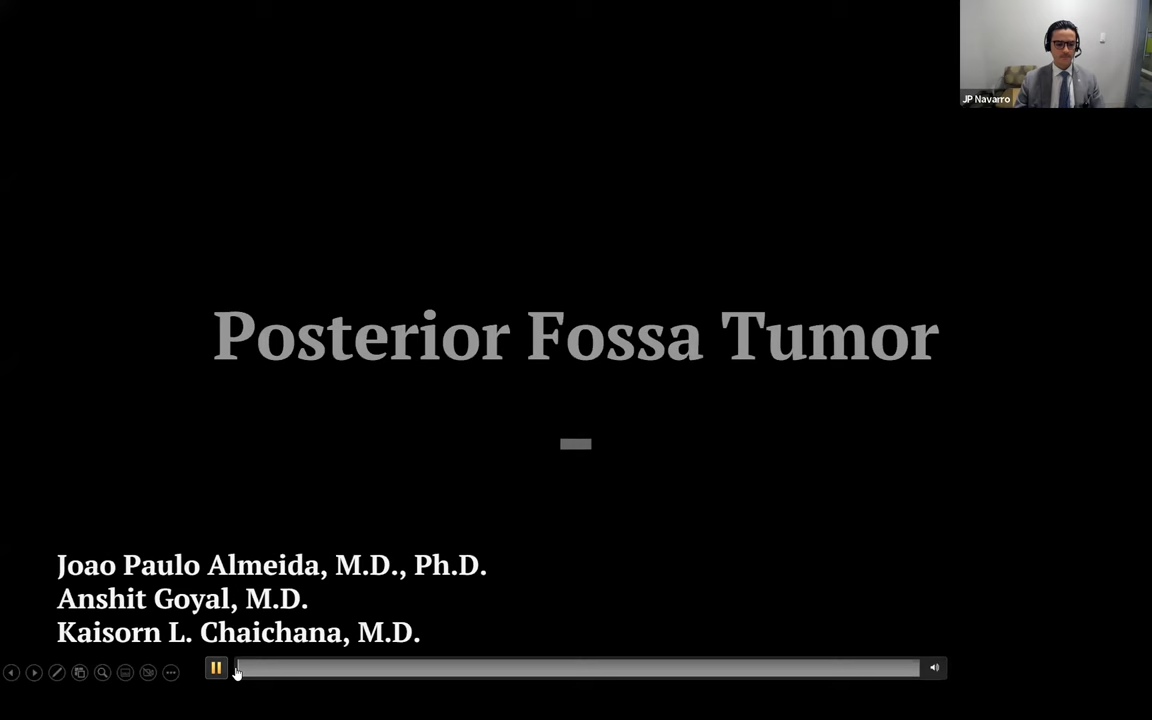 JP Navarro
Posterior Fossa Tumor
Joao Paulo Almeida, M.D., Ph.D.
Anshit Goyal, M.D.
Kaisorn L. Chaichana, M.D.